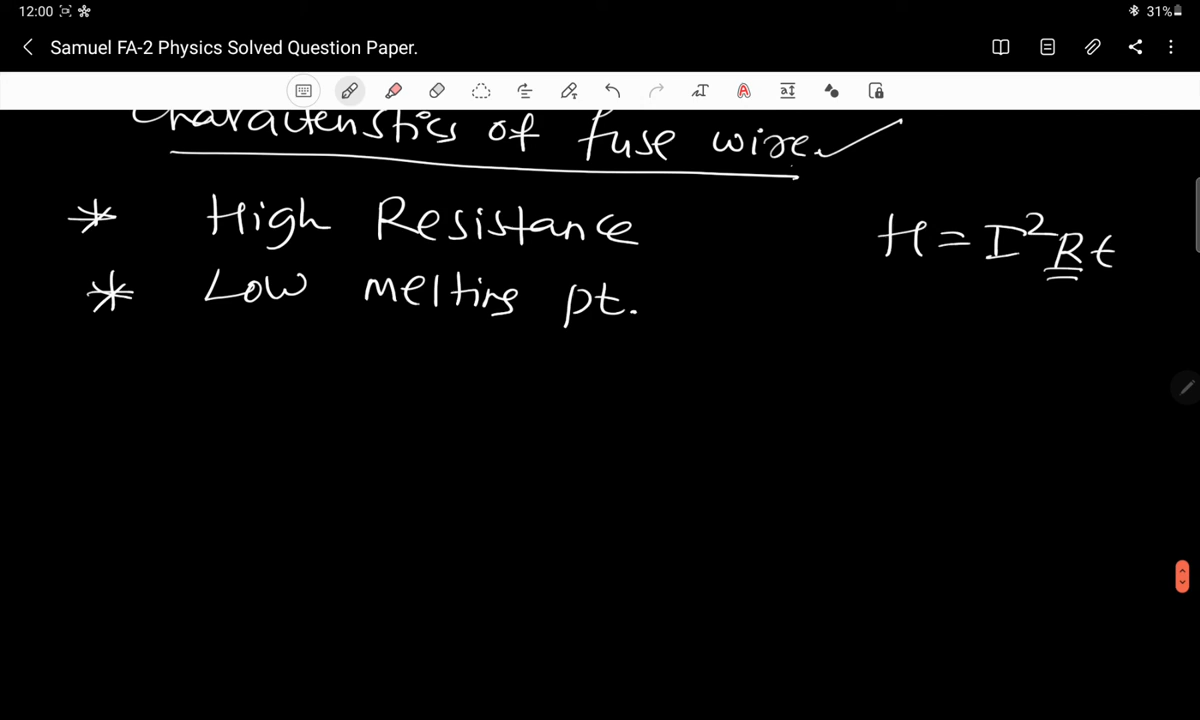 12:00 31%
Samuel FA-2 Physics Solved Question Paper.
Characteristics of fuse wire
* High Resistance
H = I²Rt
* Low melting pt.